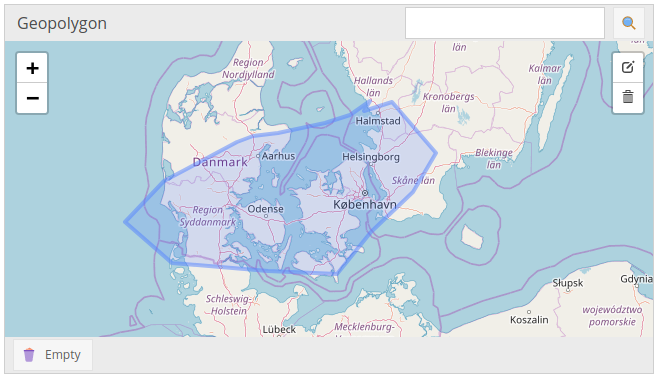 Geopolygon
+
−
Region
Nordjylland
Hallands
län
län
Kronobergs
län
Kalmar
län
Halmstad
Danmark
Aarhus
Helsingborg
Blekinge
län
Skåne län
Region
Syddanmark
Odense
København
Schleswig-
Holstein
Lübeck
Mecklenburg-
Słupsk
Gdynia
Koszalin
województwo
pomorskie
Empty